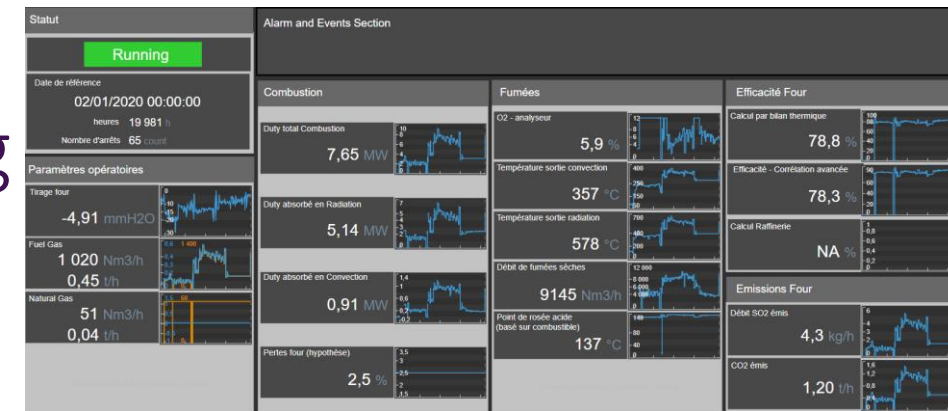 g
Statut
Running
Date de référence
02/01/2020 00:00:00
heures 19 981 h
Nombre d'arrêts 65 count
Paramètres opératoires
Tirage four
-4,91 mmH2O
Fuel Gas
1 020 Nm3/h
0,45 t/h
Natural Gas
51 Nm3/h
0,04 t/h
Alarm and Events Section
Combustion
Duty total Combustion
7,65 MW
Duty absorbé en Radiation
5,14 MW
Duty absorbé en Convection
0,91 MW
Pertes four (hypothèse)
2,5 %
Fumées
O2 - analyseur
5,9 %
Température sortie convection
357 °C
Température sortie radiation
578 °C
Débit de fumées sèches
9145 Nm3/h
Point de rosée acide
(basé sur combustible)
137 °C
Efficacité Four
Calcul par bilan thermique
78,8 %
Efficacité - Corrélation avancée
78,3 %
Calcul Raffinerie
NA %
Emissions Four
Débit SO2 émis
4,3 kg/h
CO2 émis
1,20 t/h